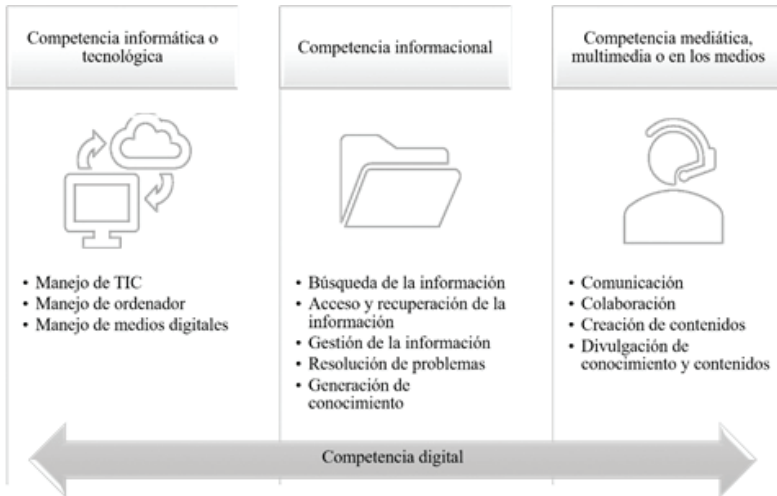 Competencia informática o
tecnológica
• Manejo de TIC
• Manejo de ordenador
• Manejo de medios digitales
Competencia informacional
• Búsqueda de la información
• Acceso y recuperación de la
información
• Gestión de la información
• Resolución de problemas
• Generación de
conocimiento
Competencia mediática,
multimedia o en los medios
• Comunicación
• Colaboración
• Creación de contenidos
• Divulgación de
conocimiento y contenidos
Competencia digital